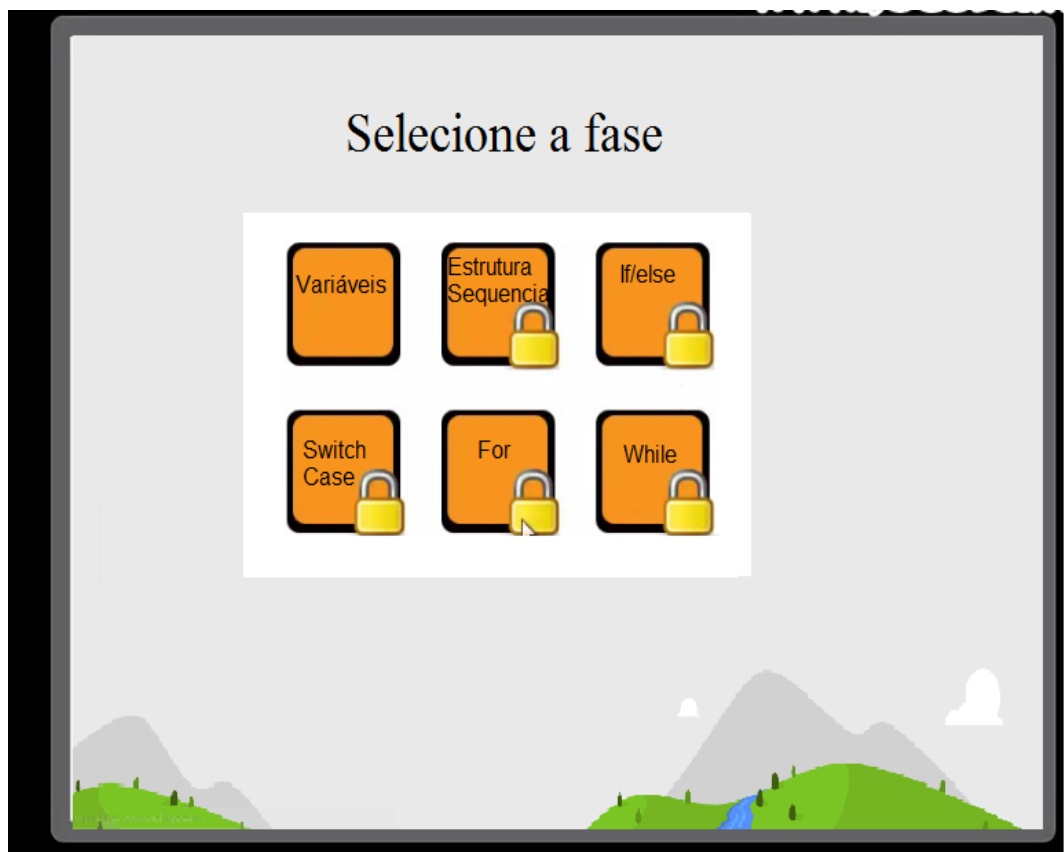 Selecione a fase
Variáveis
Estrutura
Sequencia
If/else
Switch
Case
For
While